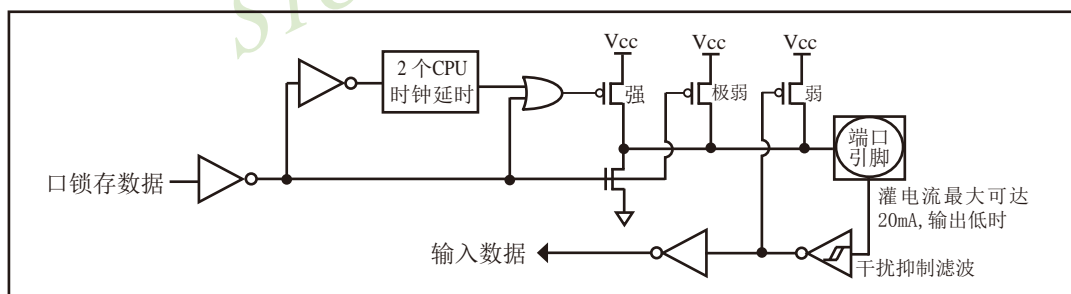 STC
Vcc
Vcc
Vcc
2个CPU
时钟延时
强
极弱
弱
端口
引脚
口锁存数据
灌电流最大可达
20mA,输出低时
输入数据
干扰抑制滤波